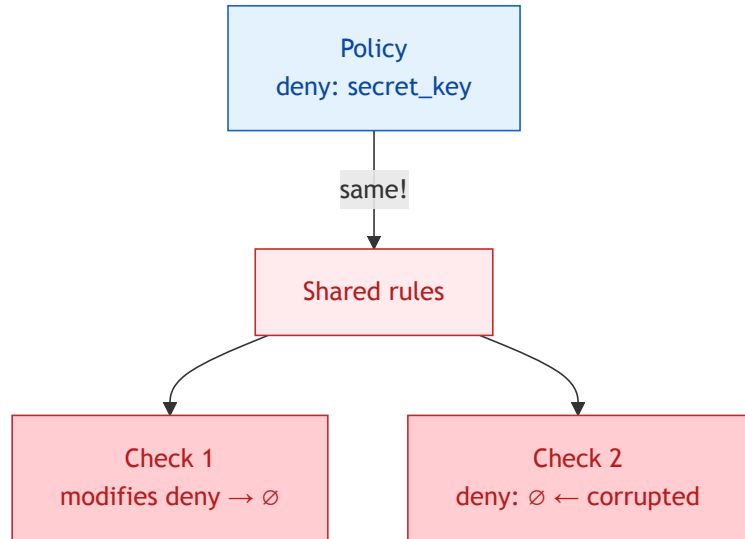 Policy
deny: secret_key
same!
Shared rules
Check 1
modifies deny → ∅
Check 2
deny: ∅ ← corrupted